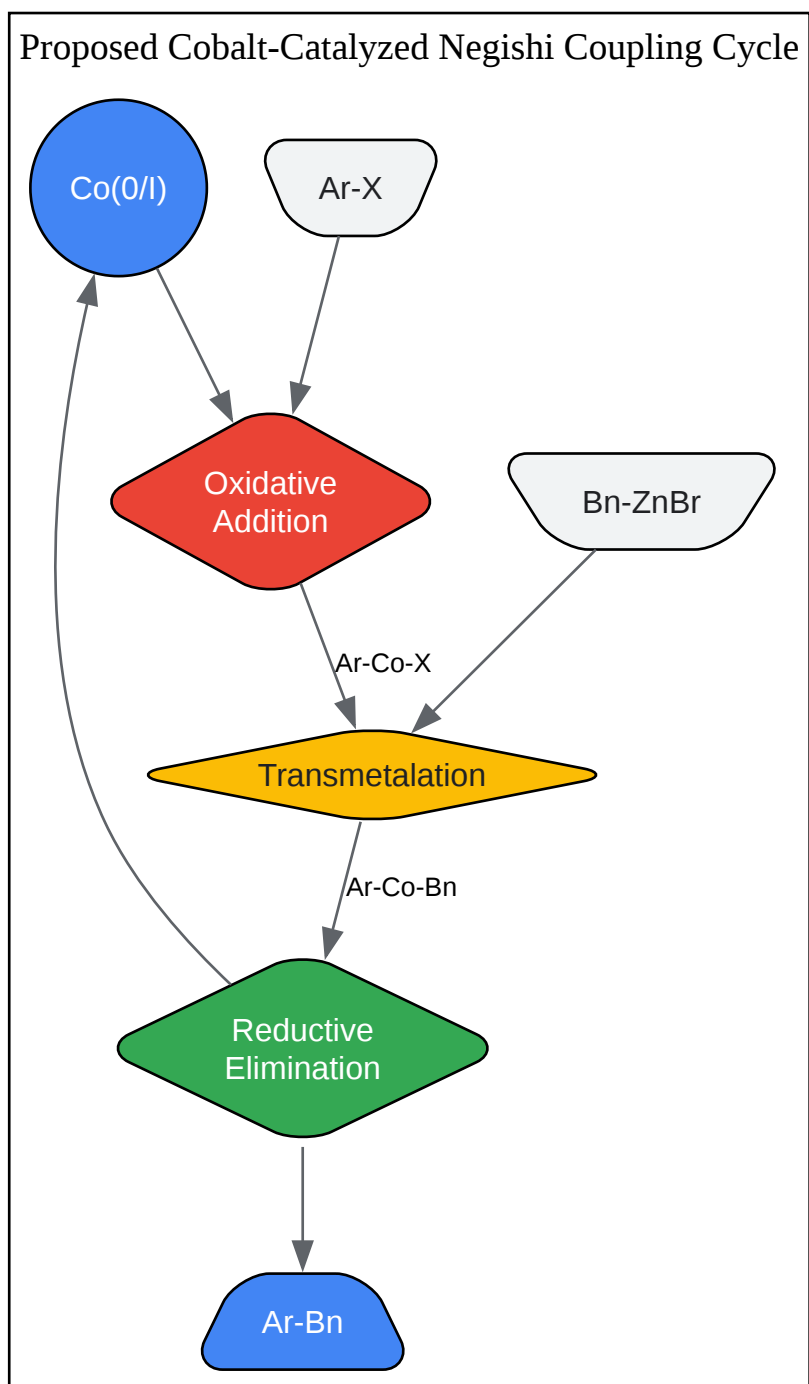 Proposed Cobalt-Catalyzed Negishi Coupling Cycle
Co(0/I)
Ar-X
Oxidative
Addition
Bn-ZnBr
Ar-Co-X
Transmetalation
Ar-Co-Bn
Reductive
Elimination
Ar-Bn